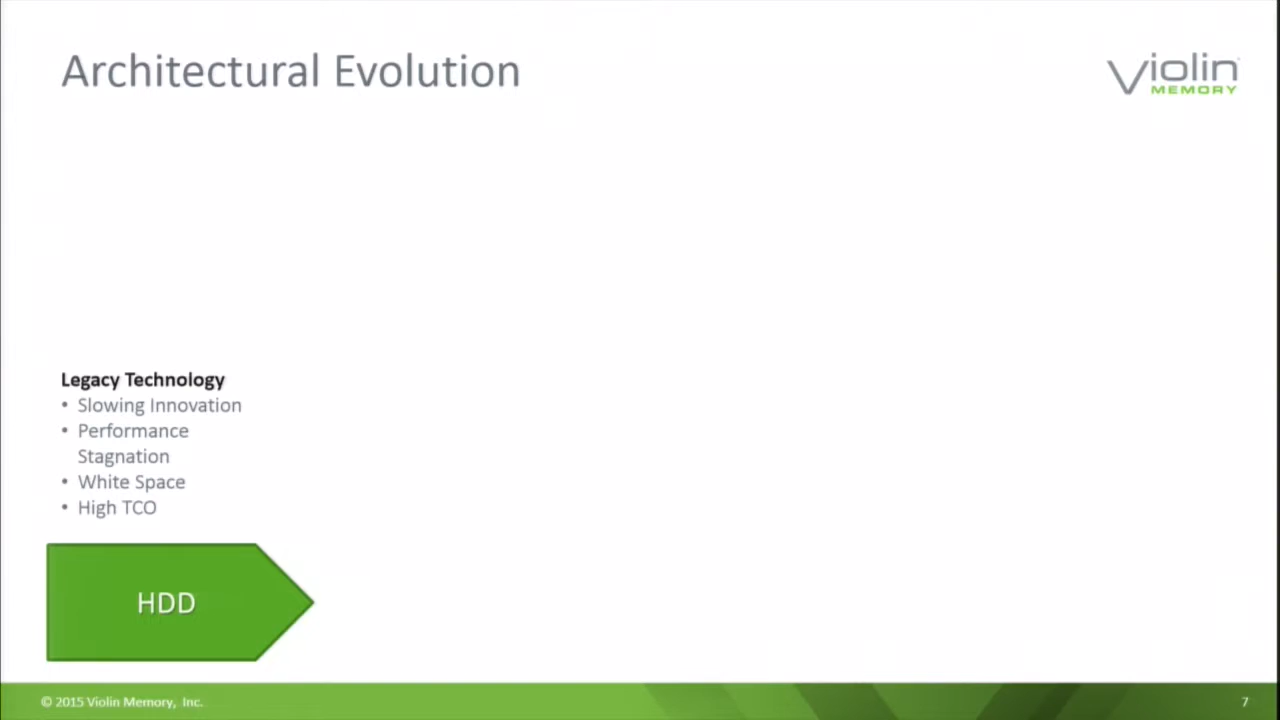 Architectural Evolution
Violin
MEMORY
Legacy Technology
• Slowing Innovation
• Performance
Stagnation
• White Space
• High TCO
HDD
© 2015 Violin Memory, Inc.
7